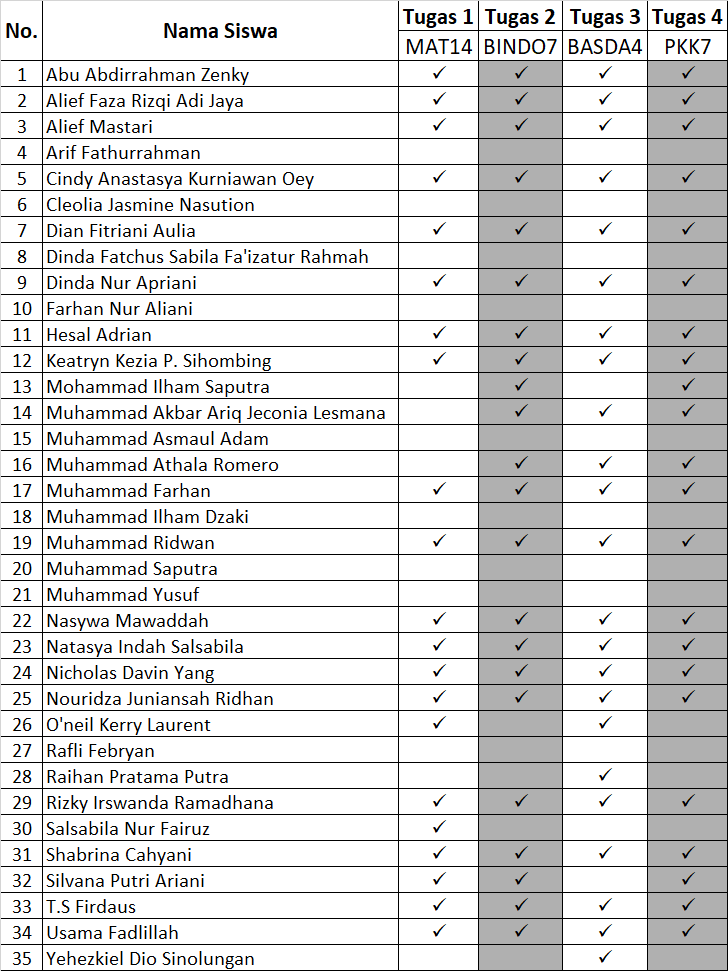 No. Nama Siswa Tugas 1 Tugas 2 Tugas 3 Tugas 4
MAT14 BINDO7 BASDA4 PKK7
1 Abu Abdirrahman Zenky ✓ ✓ ✓ ✓
2 Alief Faza Rizqi Adi Jaya ✓ ✓ ✓ ✓
3 Alief Mastari ✓ ✓ ✓ ✓
4 Arif Fathurrahman
5 Cindy Anastasya Kurniawan Oey ✓ ✓ ✓ ✓
6 Cleolia Jasmine Nasution
7 Dian Fitriani Aulia ✓ ✓ ✓ ✓
8 Dinda Fatchus Sabila Fa'izatur Rahmah
9 Dinda Nur Apriani ✓ ✓ ✓ ✓
10 Farhan Nur Aliani
11 Hesal Adrian ✓ ✓ ✓ ✓
12 Keatryn Kezia P. Sihombing ✓ ✓ ✓ ✓
13 Mohammad Ilham Saputra ✓ ✓
14 Muhammad Akbar Ariq Jeconia Lesmana ✓ ✓ ✓
15 Muhammad Asmaul Adam
16 Muhammad Athala Romero ✓ ✓ ✓
17 Muhammad Farhan ✓ ✓ ✓ ✓
18 Muhammad Ilham Dzaki
19 Muhammad Ridwan ✓ ✓ ✓ ✓
20 Muhammad Saputra
21 Muhammad Yusuf
22 Nasywa Mawaddah ✓ ✓ ✓ ✓
23 Natasya Indah Salsabila ✓ ✓ ✓ ✓
24 Nicholas Davin Yang ✓ ✓ ✓ ✓
25 Nouridza Juniansah Ridhan ✓ ✓ ✓ ✓
26 O'neil Kerry Laurent ✓ ✓
27 Rafli Febryan
28 Raihan Pratama Putra ✓
29 Rizky Irswanda Ramadhana ✓ ✓ ✓ ✓
30 Salsabila Nur Fairuz ✓
31 Shabrina Cahyani ✓ ✓ ✓ ✓
32 Silvana Putri Ariani ✓ ✓ ✓
33 T.S Firdaus ✓ ✓ ✓ ✓
34 Usama Fadlillah ✓ ✓ ✓ ✓
35 Yehezkiel Dio Sinolungan ✓